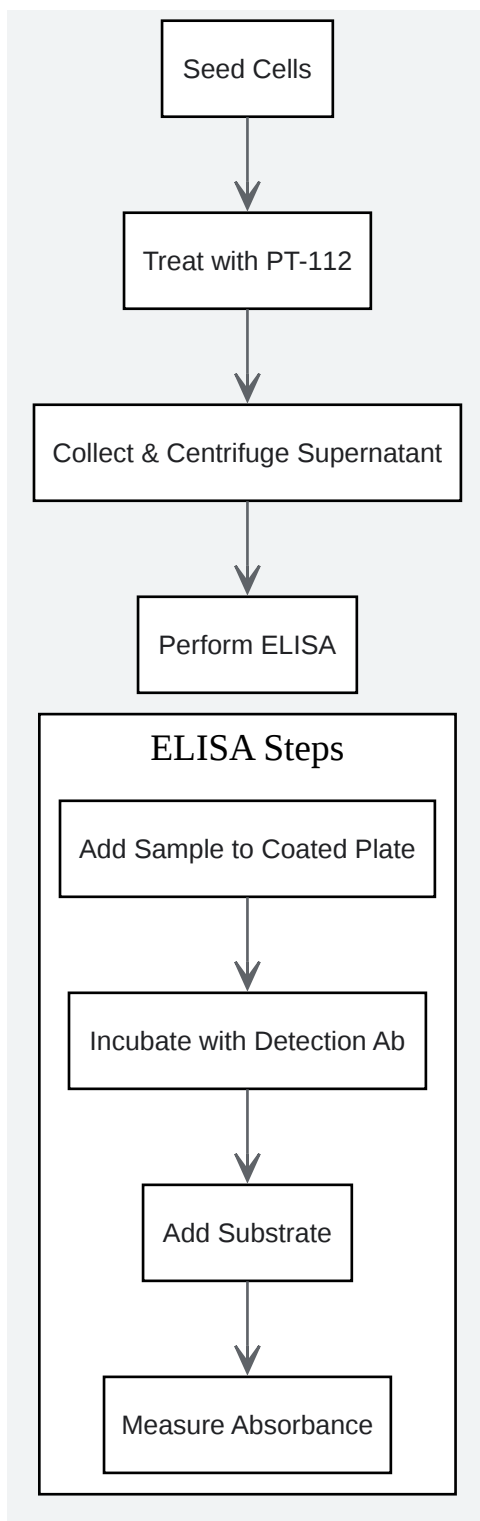 Seed Cells
Treat with PT-112
Collect & Centrifuge Supernatant
Perform ELISA
ELISA Steps
Add Sample to Coated Plate
Incubate with Detection Ab
Add Substrate
Measure Absorbance